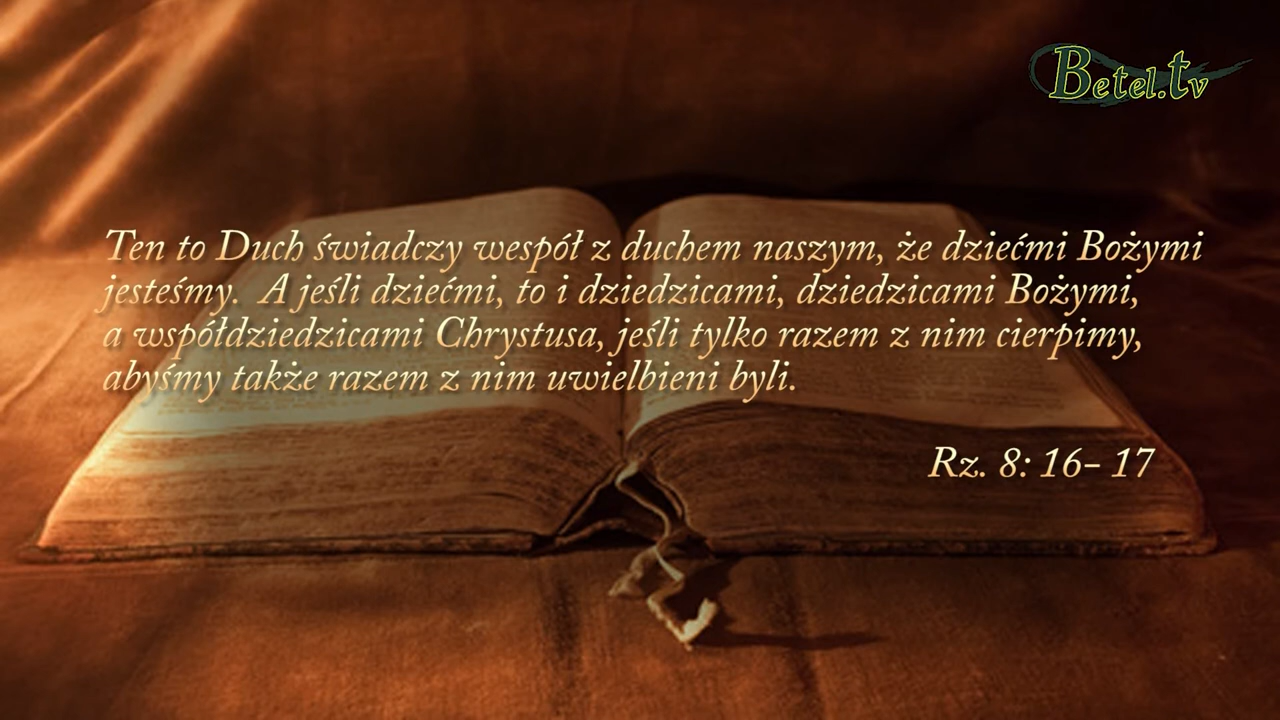 Betel.tv
Ten to Duch świadczy wespół z duchem naszym, że dziećmi Bożymi
jesteśmy.  A jeśli dziećmi, to i dziedzicami, dziedzicami Bożymi,
a współdziedzicami Chrystusa, jeśli tylko razem z nim cierpimy,
abyśmy także razem z nim uwielbieni byli.
Rz. 8: 16- 17